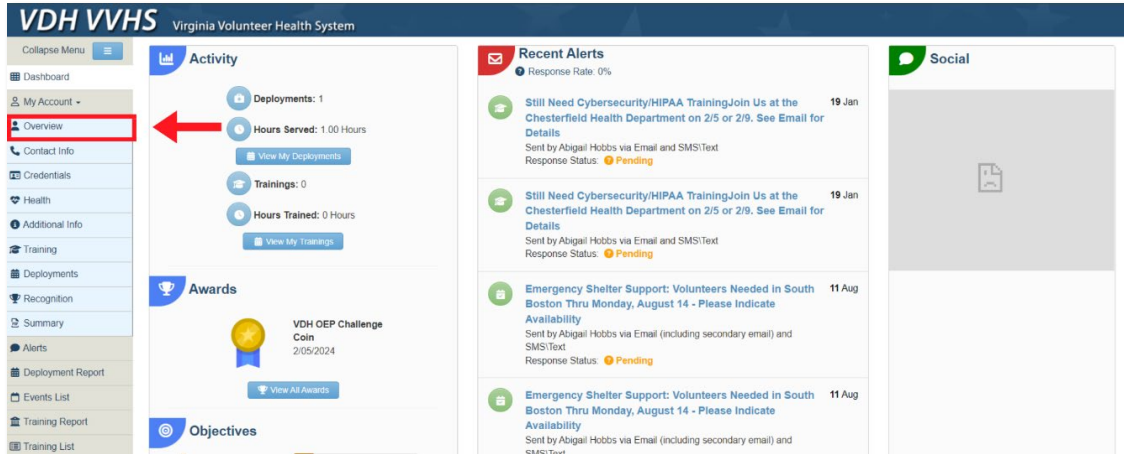 VDH VVHS Virginia Volunteer Health System
Collapse Menu
Dashboard
My Account
Overview
Contact Info
Credentials
Health
Additional Info
Training
Deployments
Recognition
Summary
Alerts
Deployment Report
Events List
Training Report
Training List
Activity
Deployments: 1
Hours Served: 1.00 Hours
View My Deployments
Trainings: 0
Hours Trained: 0 Hours
View My Trainings
Awards
VDH OEP Challenge
Coin
2/05/2024
View All Awards
Objectives
Recent Alerts
Response Rate: 0%
Still Need Cybersecurity/HIPAA TrainingJoin Us at the 19 Jan
Chesterfield Health Department on 2/5 or 2/9. See Email for
Details
Sent by Abigail Hobbs via Email and SMS\Text
Response Status: Pending
Still Need Cybersecurity/HIPAA TrainingJoin Us at the 19 Jan
Chesterfield Health Department on 2/5 or 2/9. See Email for
Details
Sent by Abigail Hobbs via Email and SMS\Text
Response Status: Pending
Emergency Shelter Support: Volunteers Needed in South 11 Aug
Boston Thru Monday, August 14 - Please Indicate
Availability
Sent by Abigail Hobbs via Email (including secondary email) and
SMS\Text
Response Status: Pending
Emergency Shelter Support: Volunteers Needed in South 11 Aug
Boston Thru Monday, August 14 - Please Indicate
Availability
Sent by Abigail Hobbs via Email (including secondary email) and
SMS\Text
Social